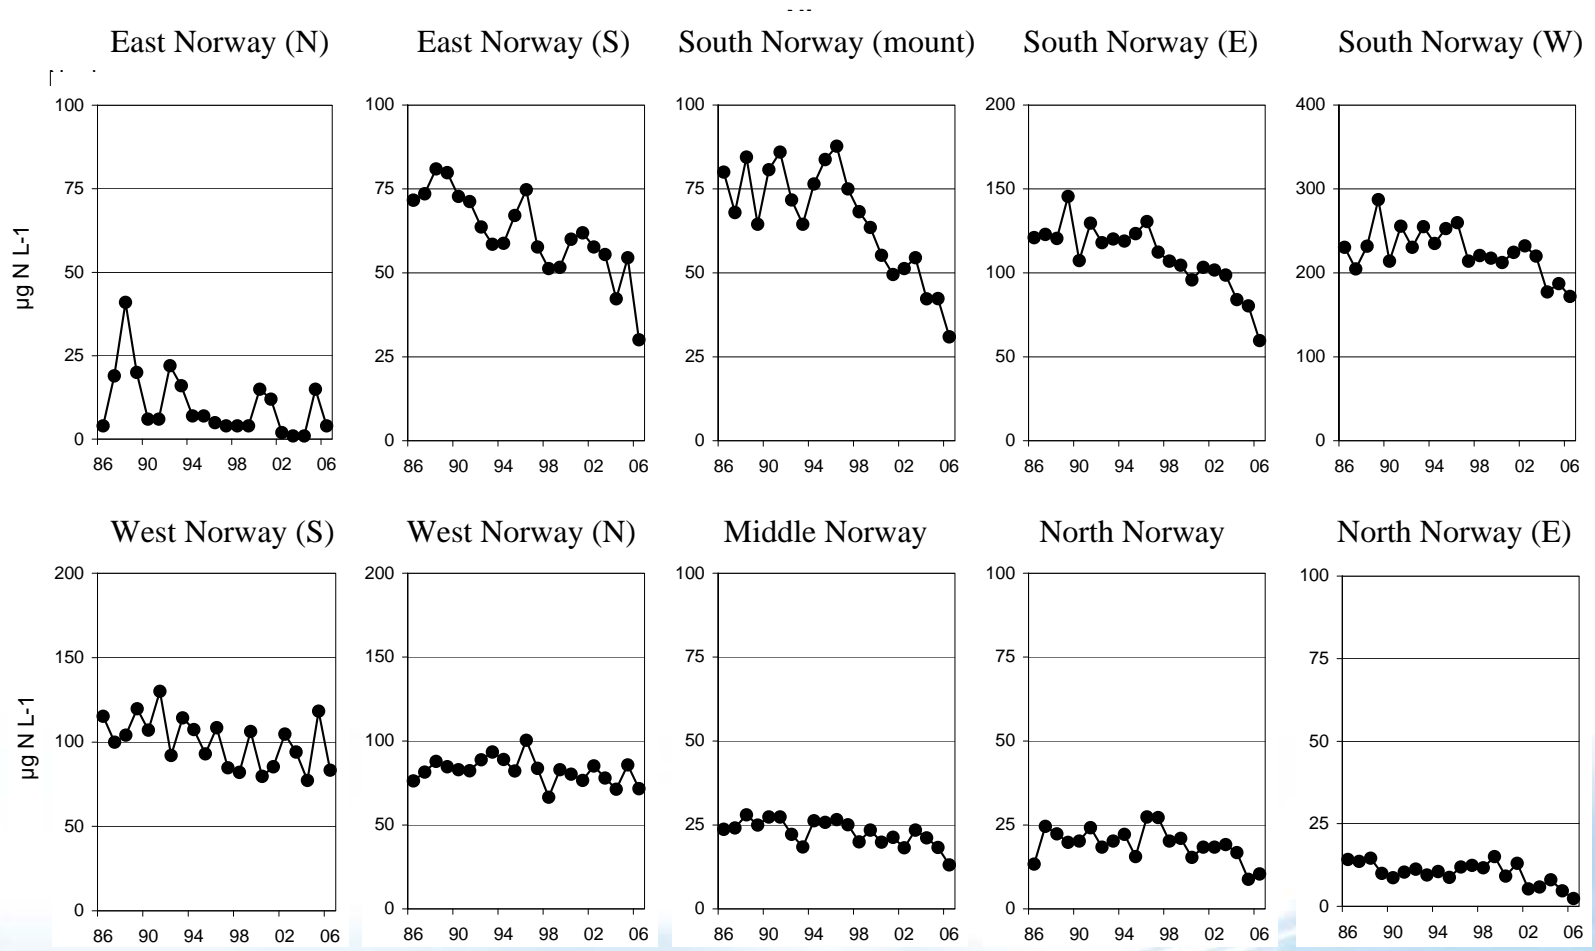 East Norway (N)
East Norway (S)
South Norway (mount)
South Norway (E)
South Norway (W)
µg N L-1
100
75
50
25
0
86 90 94 98 02 06
100
75
50
25
0
86 90 94 98 02 06
100
75
50
25
0
86 90 94 98 02 06
200
150
100
50
0
86 90 94 98 02 06
400
300
200
100
0
86 90 94 98 02 06
West Norway (S)
West Norway (N)
Middle Norway
North Norway
North Norway (E)
µg N L-1
200
150
100
50
0
86 90 94 98 02 06
200
150
100
50
0
86 90 94 98 02 06
100
75
50
25
0
86 90 94 98 02 06
100
75
50
25
0
86 90 94 98 02 06
100
75
50
25
0
86 90 94 98 02 06